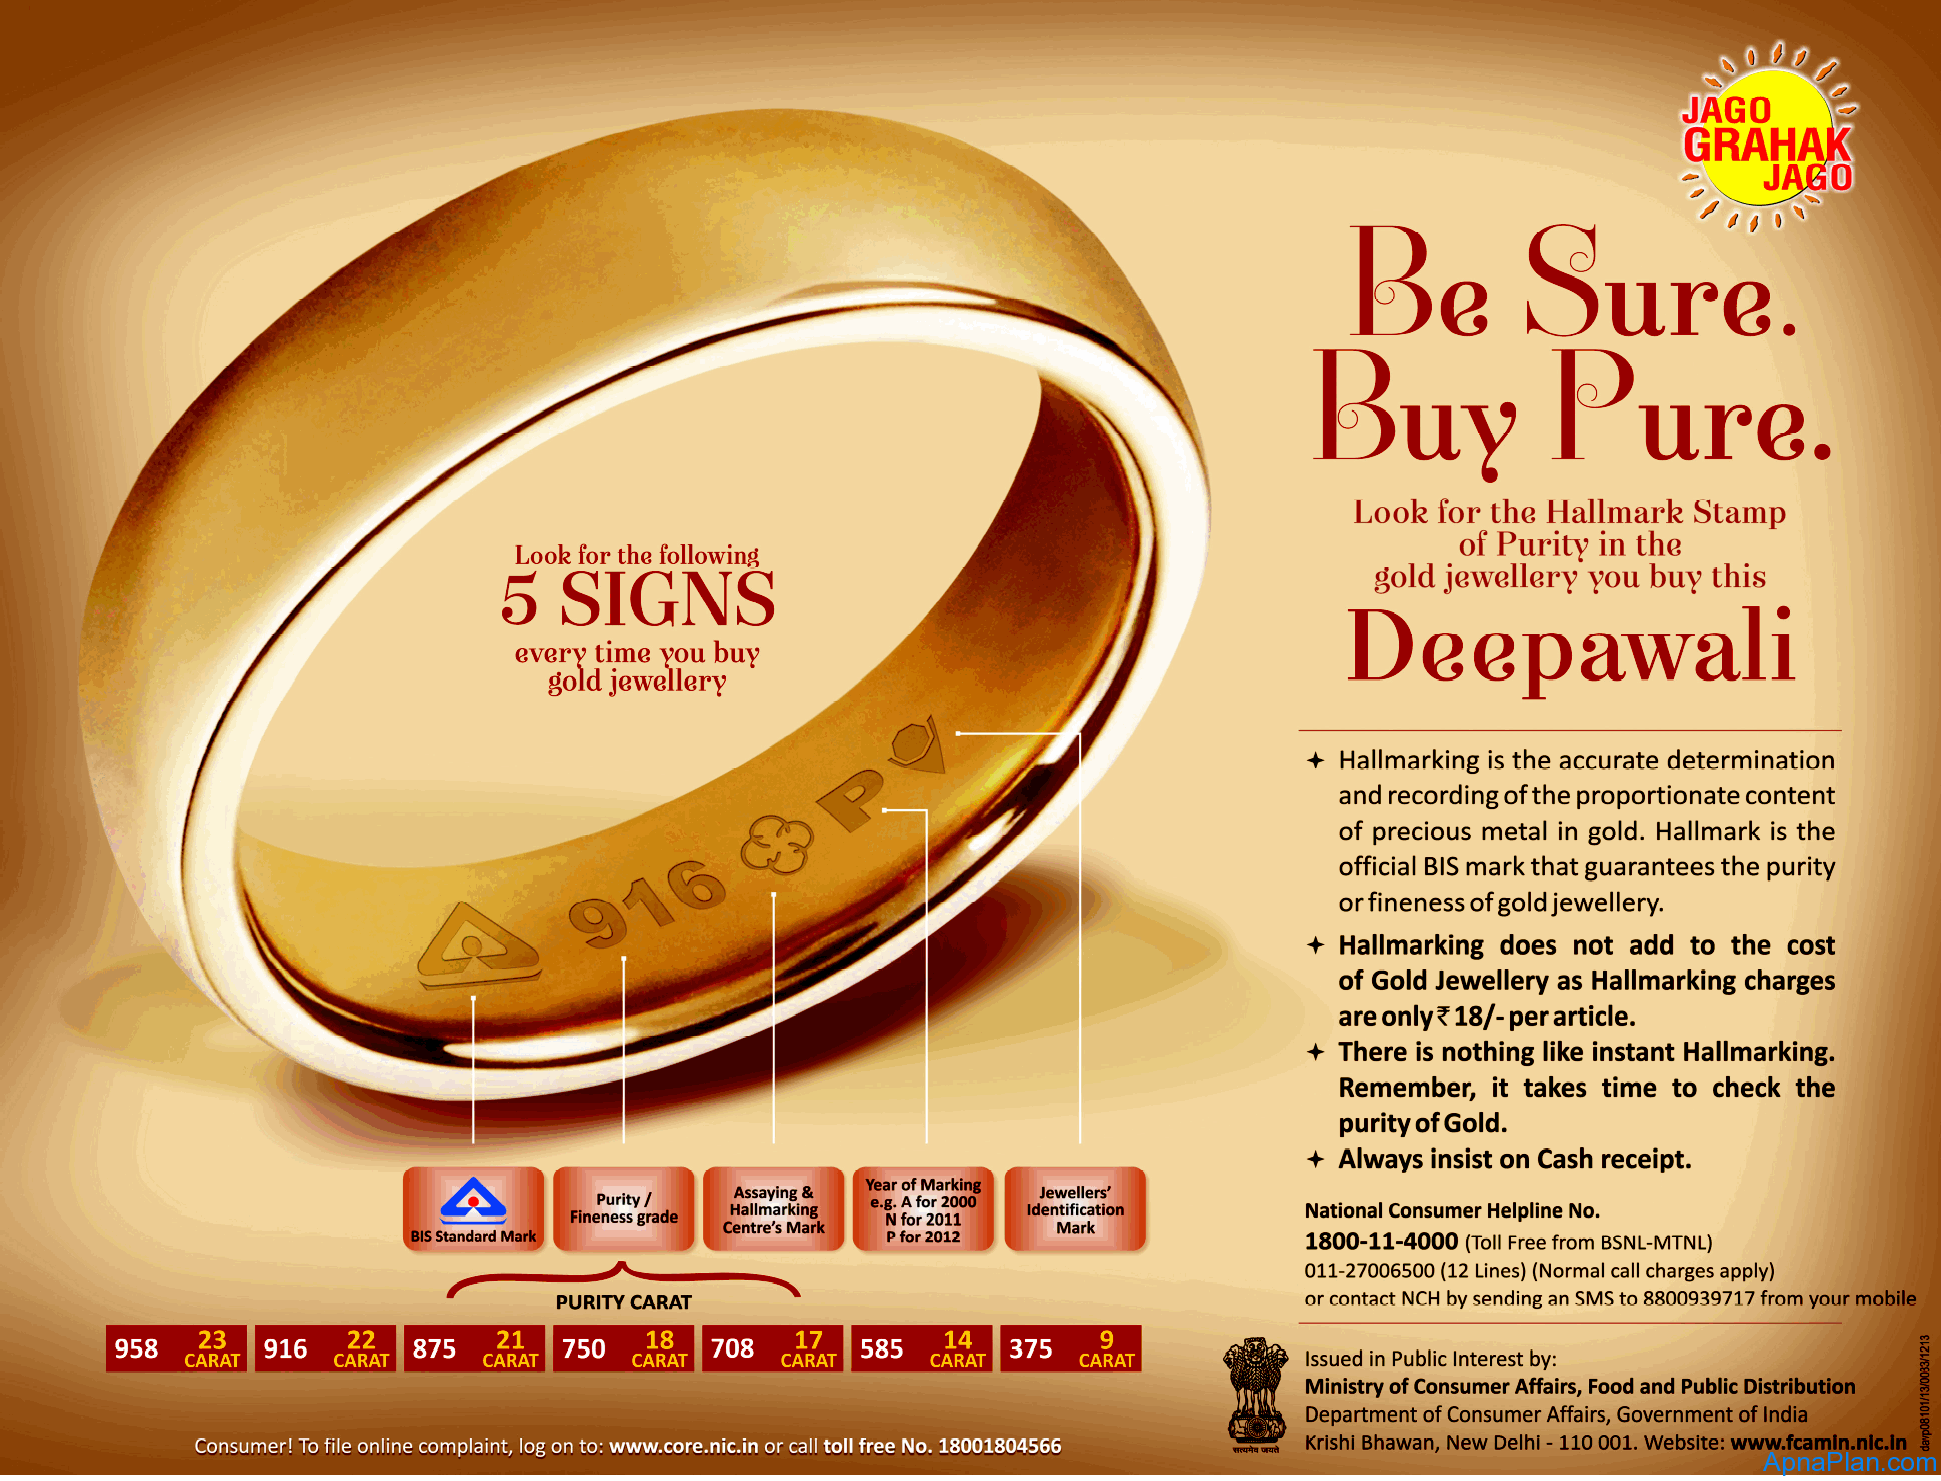 JAGO
GRAHAK
JAGO
Be Sure.
Buy Pure.
Look for the Hallmark Stamp
of Purity in the
gold jewellery you buy this
Deepawali
Look for the following
5 SIGNS
every time you buy
gold jewellery
916
P
BIS Standard Mark
Purity /
Fineness grade
Assaying &
Hallmarking
Centre's Mark
Year of Marking
e.g. A for 2000
N for 2011
P for 2012
Jewellers'
Identification
Mark
PURITY CARAT
958 23 CARAT 916 22 CARAT 875 21 CARAT 750 18 CARAT 708 17 CARAT 585 14 CARAT 375 9 CARAT
Consumer! To file online complaint, log on to: www.core.nic.in or call toll free No. 18001804566
Hallmarking is the accurate determination
and recording of the proportionate content
of precious metal in gold. Hallmark is the
official BIS mark that guarantees the purity
or fineness of gold jewellery.
Hallmarking does not add to the cost
of Gold Jewellery as Hallmarking charges
are only ₹ 18/- per article.
There is nothing like instant Hallmarking.
Remember, it takes time to check the
purity of Gold.
Always insist on Cash receipt.
National Consumer Helpline No.
1800-11-4000 (Toll Free from BSNL-MTNL)
011-27006500 (12 Lines) (Normal call charges apply)
or contact NCH by sending an SMS to 8800939717 from your mobile
सत्यमेव जयते
Issued in Public Interest by:
Ministry of Consumer Affairs, Food and Public Distribution
Department of Consumer Affairs, Government of India
Krishi Bhawan, New Delhi - 110 001. Website: www.fcamin.nic.in
davp08101/13/0083/1213
ApnaPlan.com